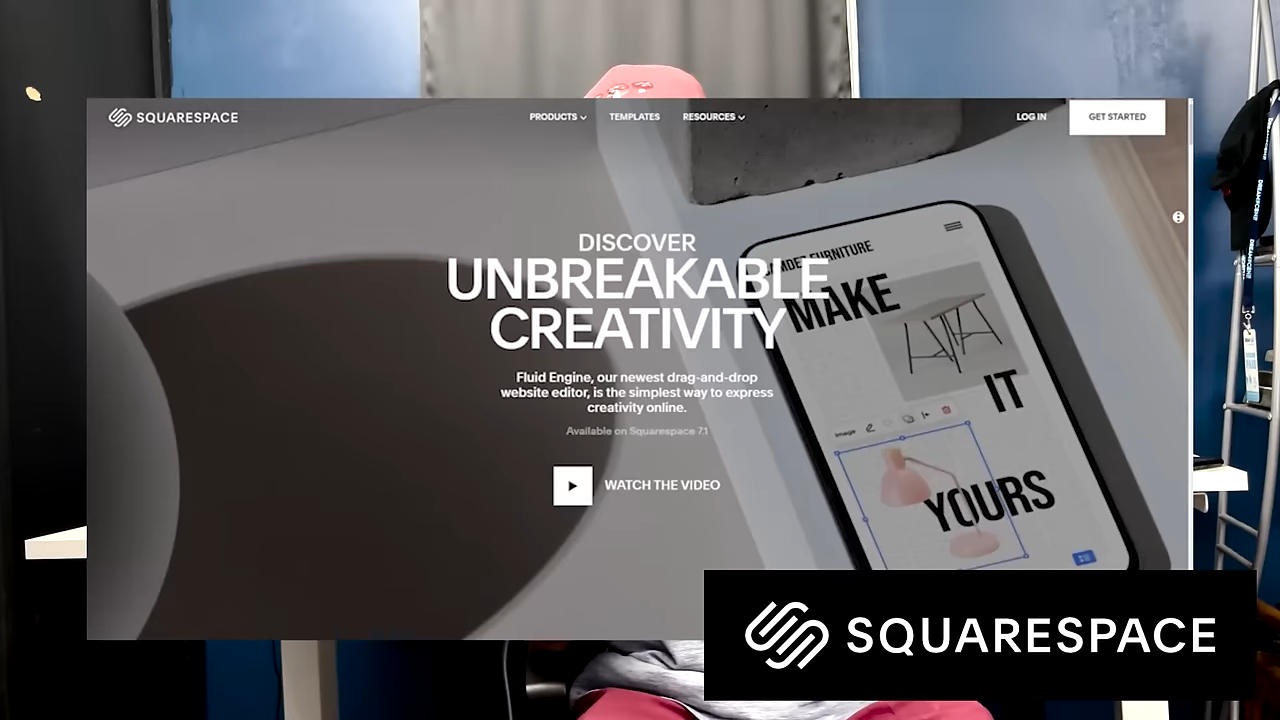 SQUARESPACE
PRODUCTS
TEMPLATES
RESOURCES
LOG IN
GET STARTED
DISCOVER
UNBREAKABLE
CREATIVITY
Fluid Engine, our newest drag-and-drop
website editor, is the simplest way to express
creativity online.
Available on Squarespace 7.1
WATCH THE VIDEO
FURNITURE
MAKE
IT
Image
YOURS
SQUARESPACE